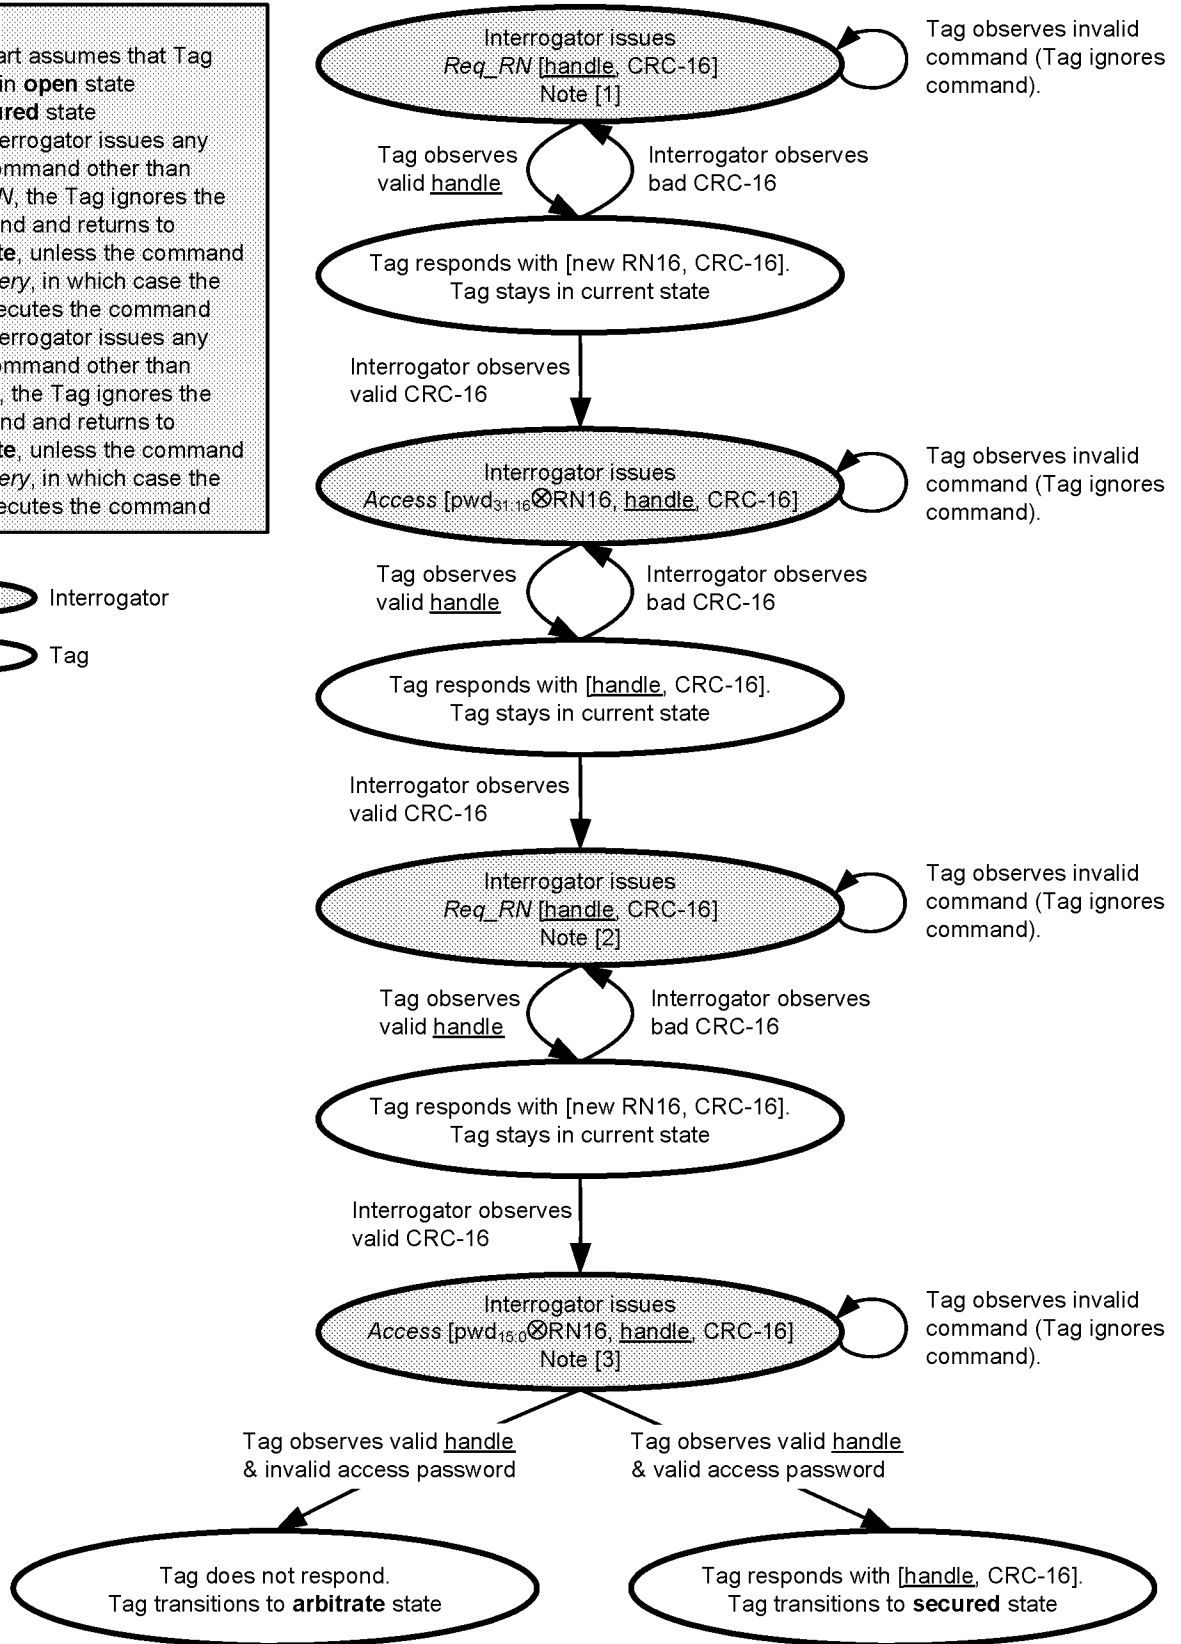 art assumes that Tag
in open state
ured state
errogator issues any
ommand other than
N, the Tag ignores the
nd and returns to
te, unless the command
ery, in which case the
ecutes the command
errogator issues any
ommand other than
, the Tag ignores the
nd and returns to
te, unless the command
ery, in which case the
ecutes the command
Interrogator
Tag
Interrogator issues
Req_RN [handle, CRC-16]
Note [1]
Tag observes invalid
command (Tag ignores
command).
Tag observes
valid handle
Interrogator observes
bad CRC-16
Tag responds with [new RN16, CRC-16].
Tag stays in current state
Interrogator observes
valid CRC-16
Interrogator issues
Access [pwd31:16⊗RN16, handle, CRC-16]
Tag observes invalid
command (Tag ignores
command).
Tag observes
valid handle
Interrogator observes
bad CRC-16
Tag responds with [handle, CRC-16].
Tag stays in current state
Interrogator observes
valid CRC-16
Interrogator issues
Req_RN [handle, CRC-16]
Note [2]
Tag observes invalid
command (Tag ignores
command).
Tag observes
valid handle
Interrogator observes
bad CRC-16
Tag responds with [new RN16, CRC-16].
Tag stays in current state
Interrogator observes
valid CRC-16
Interrogator issues
Access [pwd15:0⊗RN16, handle, CRC-16]
Note [3]
Tag observes invalid
command (Tag ignores
command).
Tag observes valid handle
& invalid access password
Tag observes valid handle
& valid access password
Tag does not respond.
Tag transitions to arbitrate state
Tag responds with [handle, CRC-16].
Tag transitions to secured state